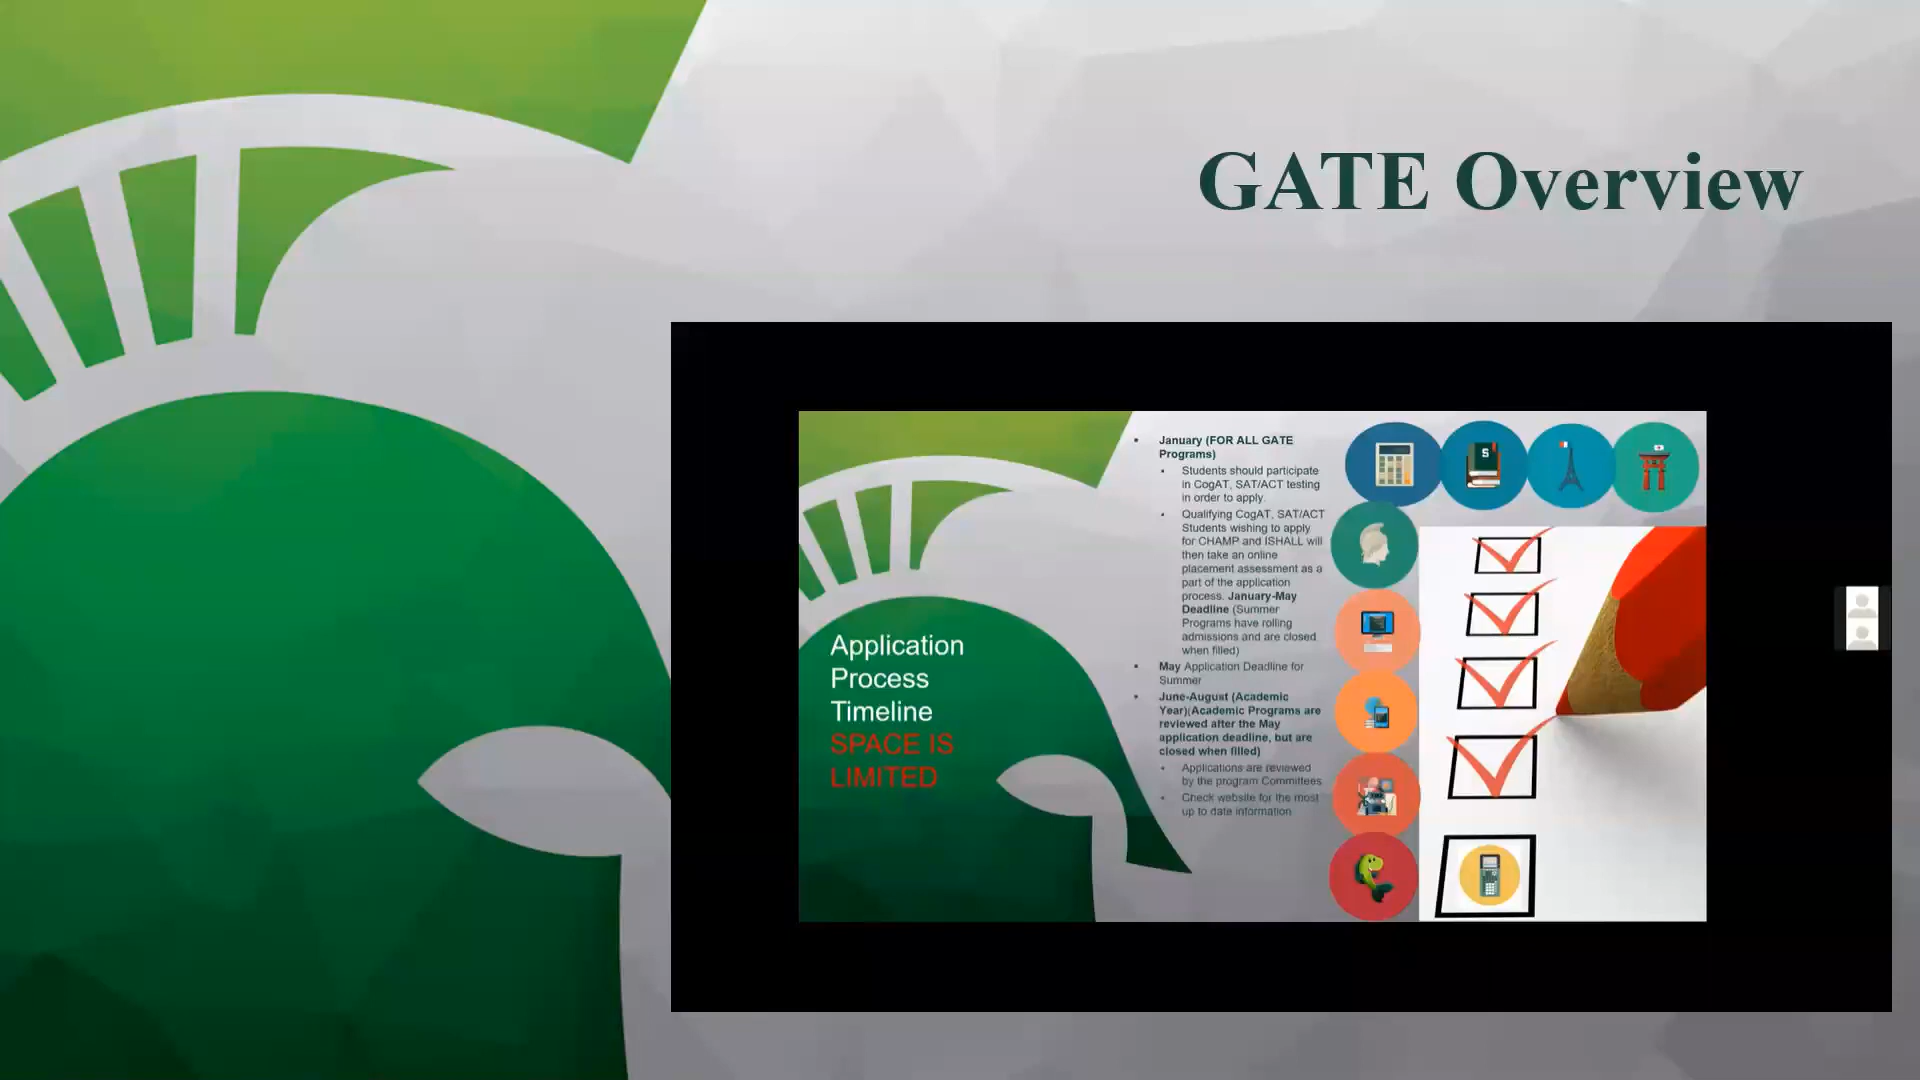 GATE Overview
Application
Process
Timeline
SPACE IS
LIMITED
January (FOR ALL GATE
Programs)
Students should participate
in CogAT, SAT/ACT testing
in order to apply.
Qualifying CogAT, SAT/ACT
Students wishing to apply
for CHAMP and ISHALL will
then take an online
placement assessment as a
part of the application
process. January-May
Deadline (Summer
Programs have rolling
admissions and are closed
when filled)
May Application Deadline for
Summer
June-August (Academic
Year)(Academic Programs are
reviewed after the May
application deadline, but are
closed when filled)
Applications are reviewed
by the program Committees
Check website for the most
up to date information
S